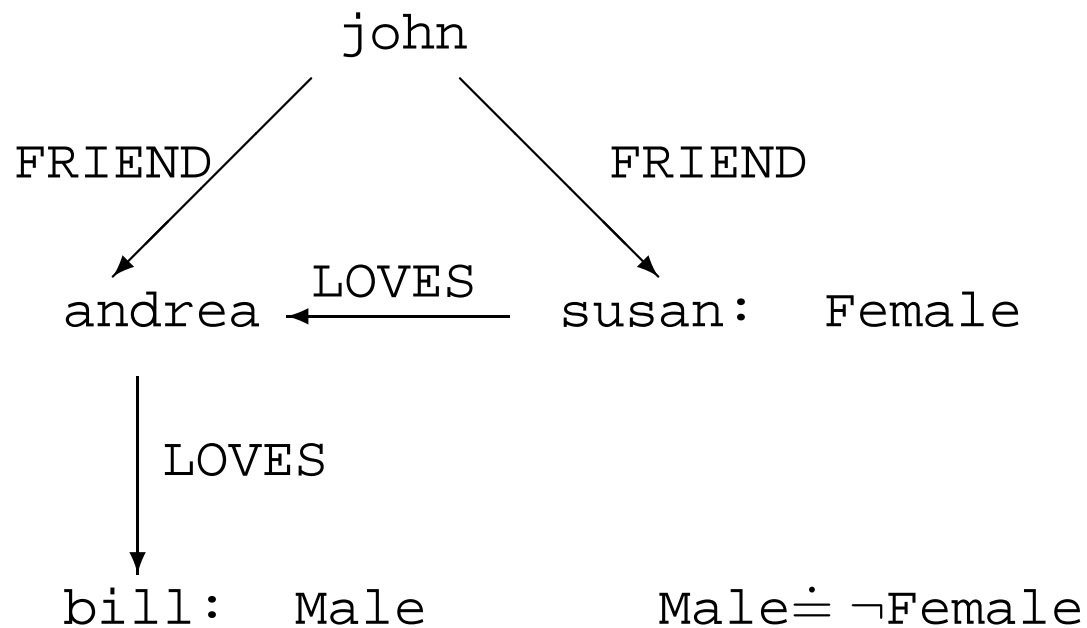 john
FRIEND FRIEND
LOVES
andrea susan: Female
LOVES
bill: Male Male≐ ¬Female